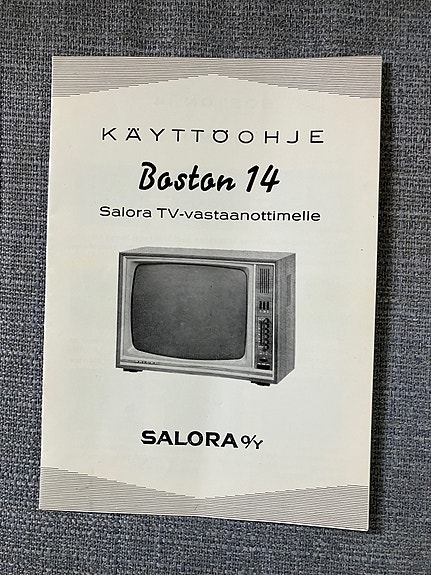 KÄYTTÖOHJE
Boston 14
Salora TV-vastaanottimelle
SALORA O/Y